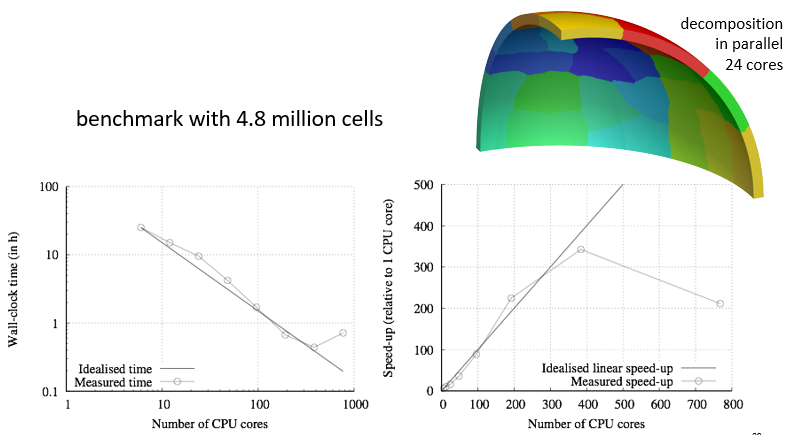 decomposition
in parallel
24 cores
benchmark with 4.8 million cells
100
10
1
0.1
Wall-clock time (in h)
Idealised time
Measured time
1 10 100 1000
Number of CPU cores
500
400
300
200
100
0
Speed-up (relative to 1 CPU core)
Idealised linear speed-up
Measured speed-up
0 100 200 300 400 500 600 700 800
Number of CPU cores